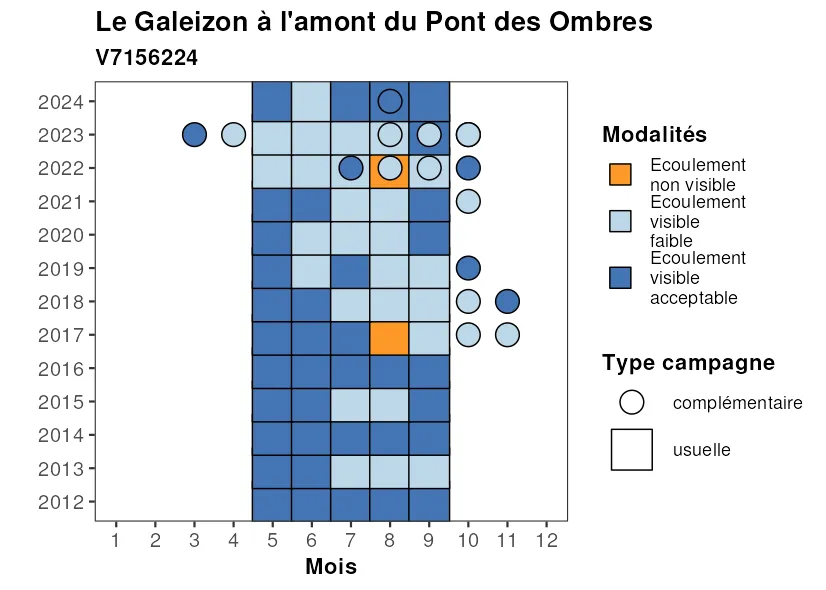 Le Galeizon à l'amont du Pont des Ombres
V7156224
2024
2023
2022
2021
2020
2019
2018
2017
2016
2015
2014
2013
2012
1 2 3 4 5 6 7 8 9 10 11 12
Mois
Modalités
Ecoulement
non visible
Ecoulement
visible
faible
Ecoulement
visible
acceptable
Type campagne
complémentaire
usuelle